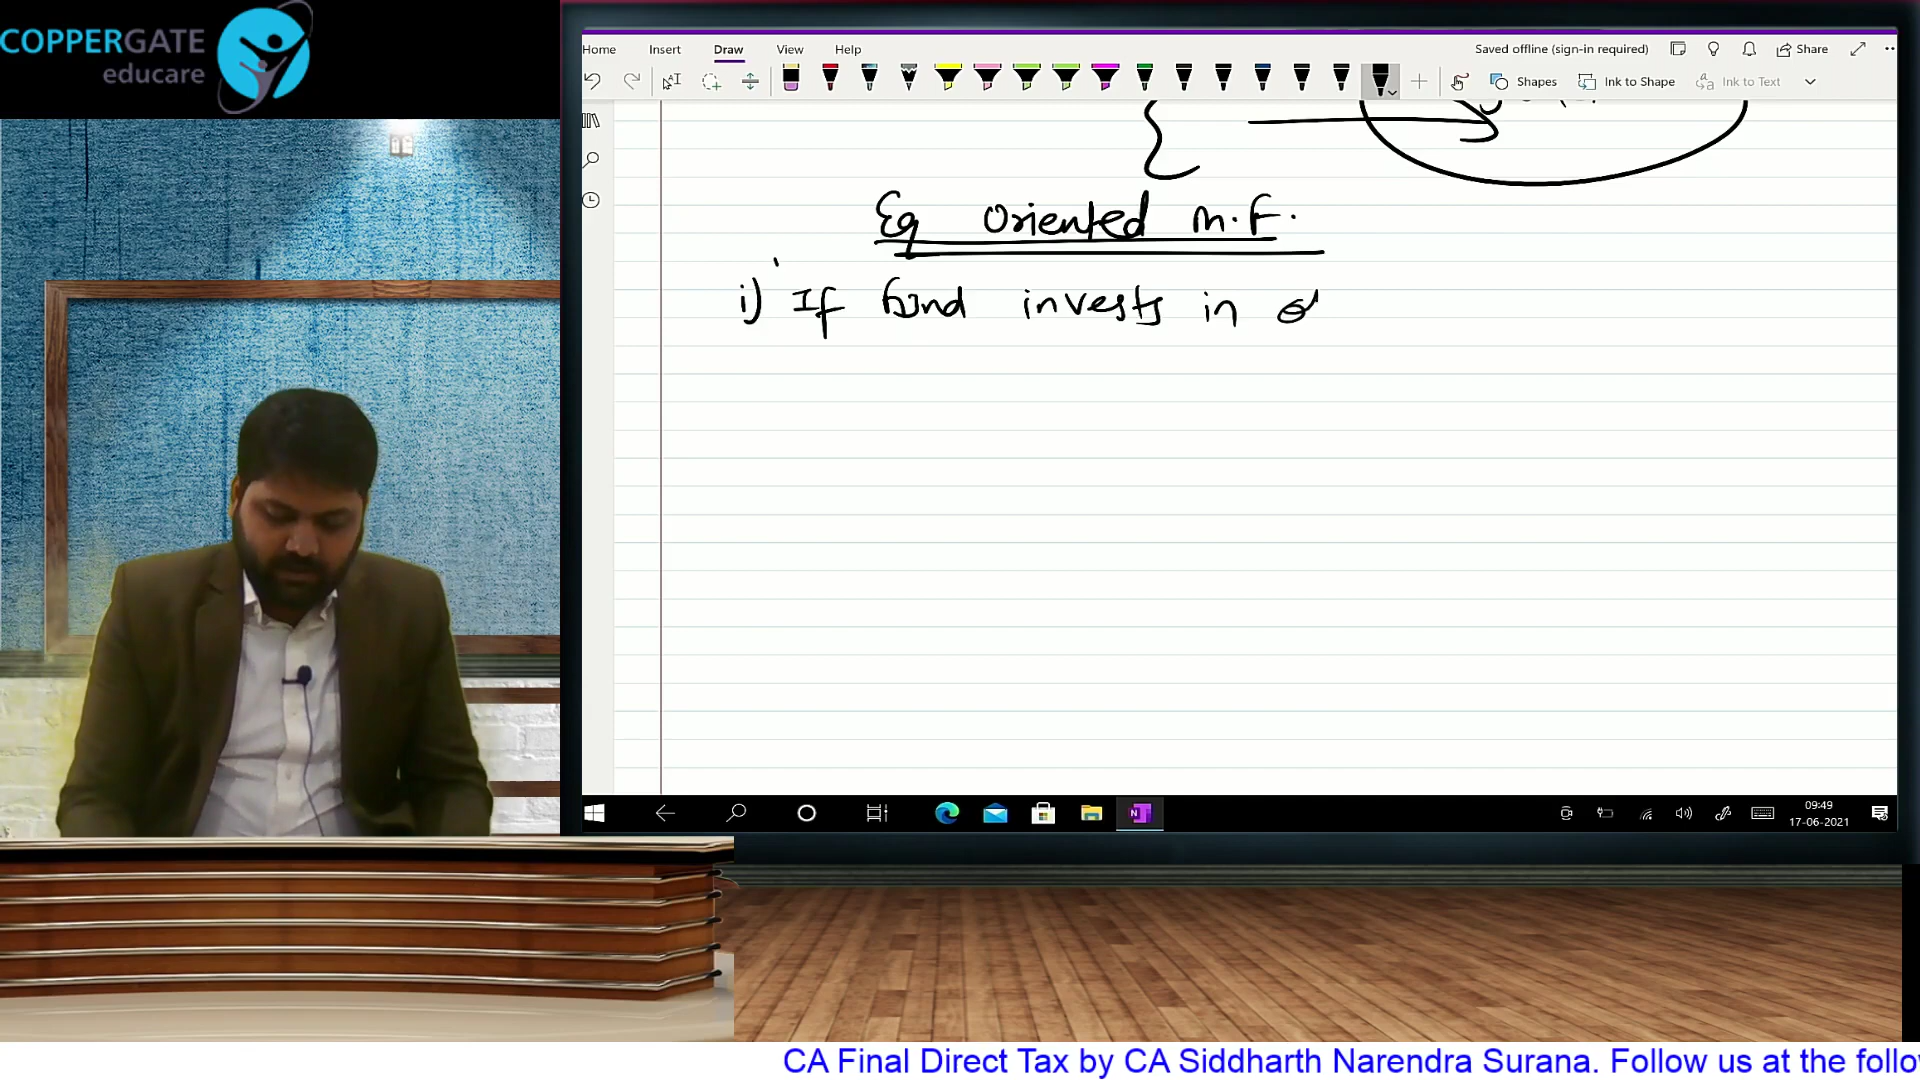 COPPERGATE
educare
Home Insert Draw View Help
Saved offline (sign-in required) Share
Shapes Ink to Shape Ink to Text
Eq Oriented M.F.
i) If fund invests in
09:49
17-06-2021
CA Final Direct Tax by CA Siddharth Narendra Surana. Follow us at the follo